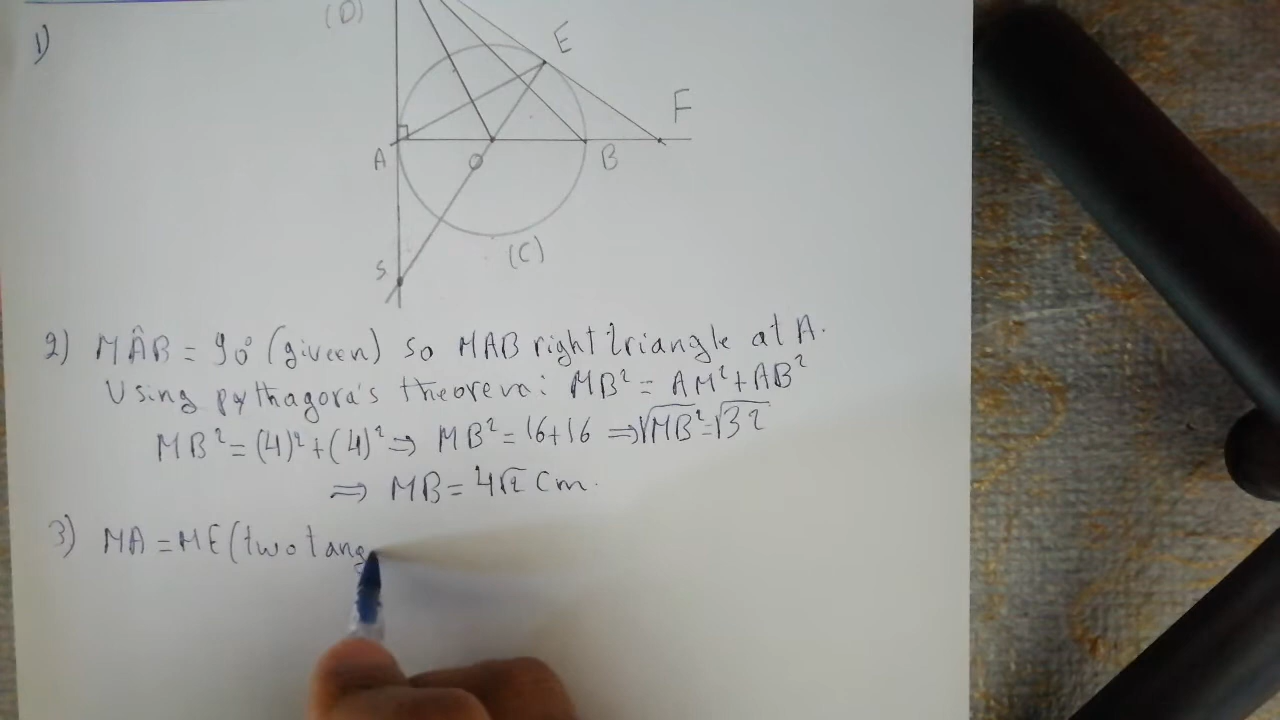 1)
(D)
E
F
A
O
B
(C)
S
2) MÂB = 90° (giveen) so MAB right triangle at A.
Using pythagora's theorem: MB² = AM² + AB²
MB² = (4)² + (4)² ⇒ MB² = 16+16 ⇒ √MB² = √32
⇒ MB = 4√2 Cm.
3) MA = ME (two tang